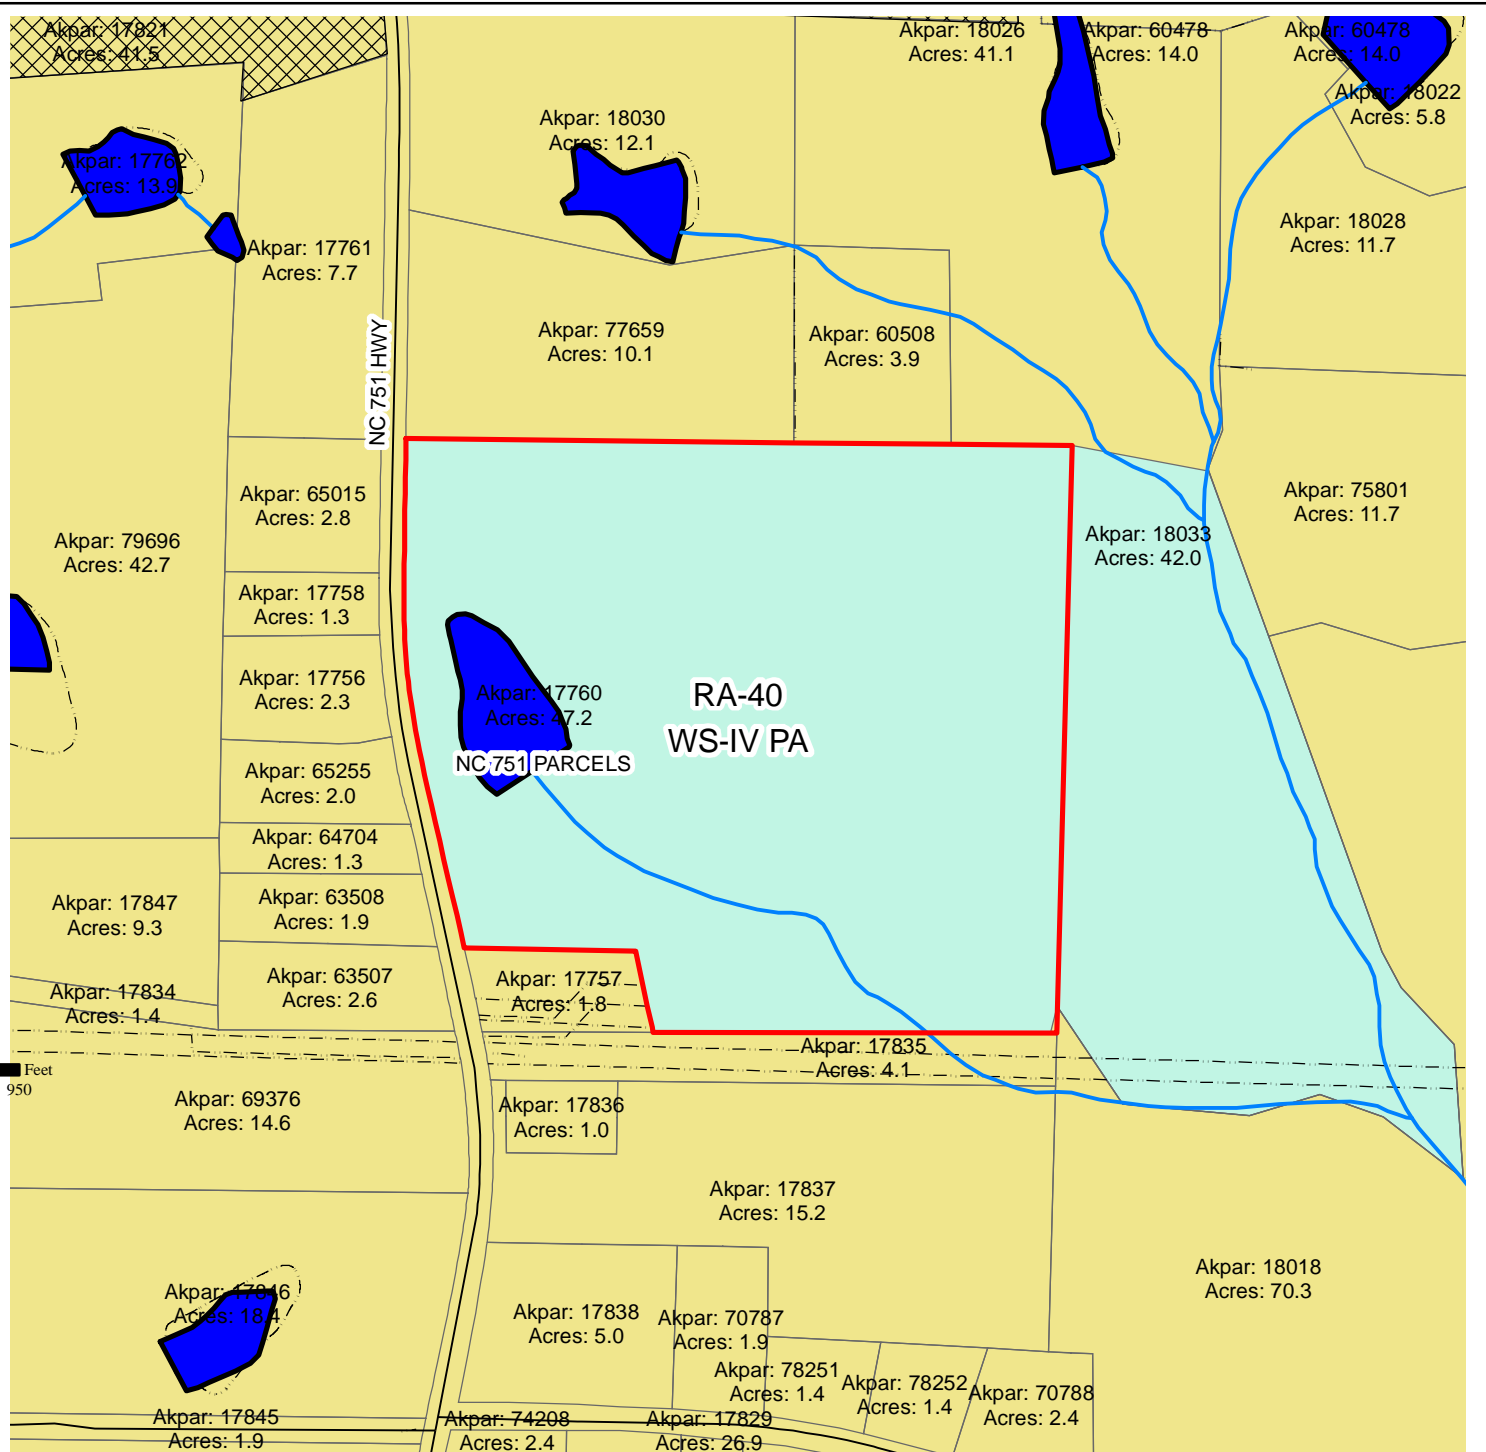 Akpar: 17821
Acres: 41.5
Akpar: 18026
Acres: 41.1
Akpar: 60478
Acres: 14.0
Akpar: 60478
Acres: 14.0
Akpar: 18022
Acres: 5.8
Akpar: 18030
Acres: 12.1
Akpar: 17762
Acres: 13.9
Akpar: 18028
Acres: 11.7
Akpar: 17761
Acres: 7.7
NC 751 HWY
Akpar: 77659
Acres: 10.1
Akpar: 60508
Acres: 3.9
Akpar: 65015
Acres: 2.8
Akpar: 75801
Acres: 11.7
Akpar: 79696
Acres: 42.7
Akpar: 18033
Acres: 42.0
Akpar: 17758
Acres: 1.3
Akpar: 17756
Acres: 2.3
Akpar: 17760
Acres: 47.2
RA-40
WS-IV PA
NC 751 PARCELS
Akpar: 65255
Acres: 2.0
Akpar: 64704
Acres: 1.3
Akpar: 63508
Acres: 1.9
Akpar: 17847
Acres: 9.3
Akpar: 63507
Acres: 2.6
Akpar: 17757
Acres: 1.8
Akpar: 17834
Acres: 1.4
Akpar: 17835
Acres: 4.1
Feet
950
Akpar: 69376
Acres: 14.6
Akpar: 17836
Acres: 1.0
Akpar: 17837
Acres: 15.2
Akpar: 18018
Acres: 70.3
Akpar: 17846
Acres: 18.4
Akpar: 17838
Acres: 5.0
Akpar: 70787
Acres: 1.9
Akpar: 78251
Acres: 1.4
Akpar: 78252
Acres: 1.4
Akpar: 70788
Acres: 2.4
Akpar: 17845
Acres: 1.9
Akpar: 74208
Acres: 2.4
Akpar: 17829
Acres: 26.9